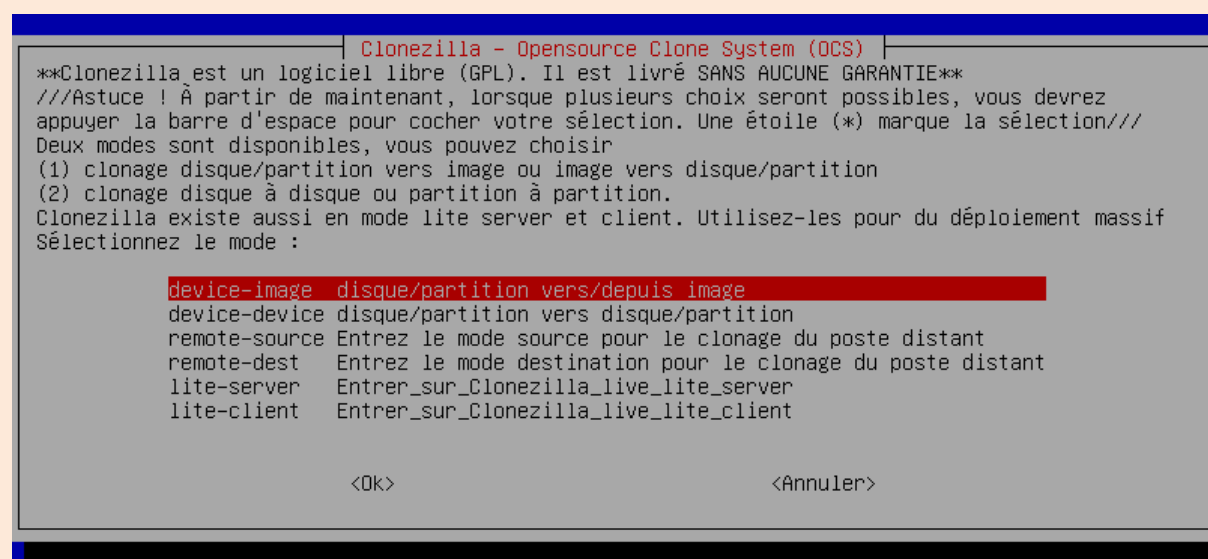 Clonezilla - Opensource Clone System (OCS)
**Clonezilla est un logiciel libre (GPL). Il est livré SANS AUCUNE GARANTIE**
///Astuce ! À partir de maintenant, lorsque plusieurs choix seront possibles, vous devrez
appuyer la barre d'espace pour cocher votre sélection. Une étoile (*) marque la sélection///
Deux modes sont disponibles, vous pouvez choisir
(1) clonage disque/partition vers image ou image vers disque/partition
(2) clonage disque à disque ou partition à partition.
Clonezilla existe aussi en mode lite server et client. Utilisez-les pour du déploiement massif
Sélectionnez le mode :
device-image disque/partition vers/depuis image
device-device disque/partition vers disque/partition
remote-source Entrez le mode source pour le clonage du poste distant
remote-dest Entrez le mode destination pour le clonage du poste distant
lite-server Entrer_sur_Clonezilla_live_lite_server
lite-client Entrer_sur_Clonezilla_live_lite_client
<Ok> <Annuler>